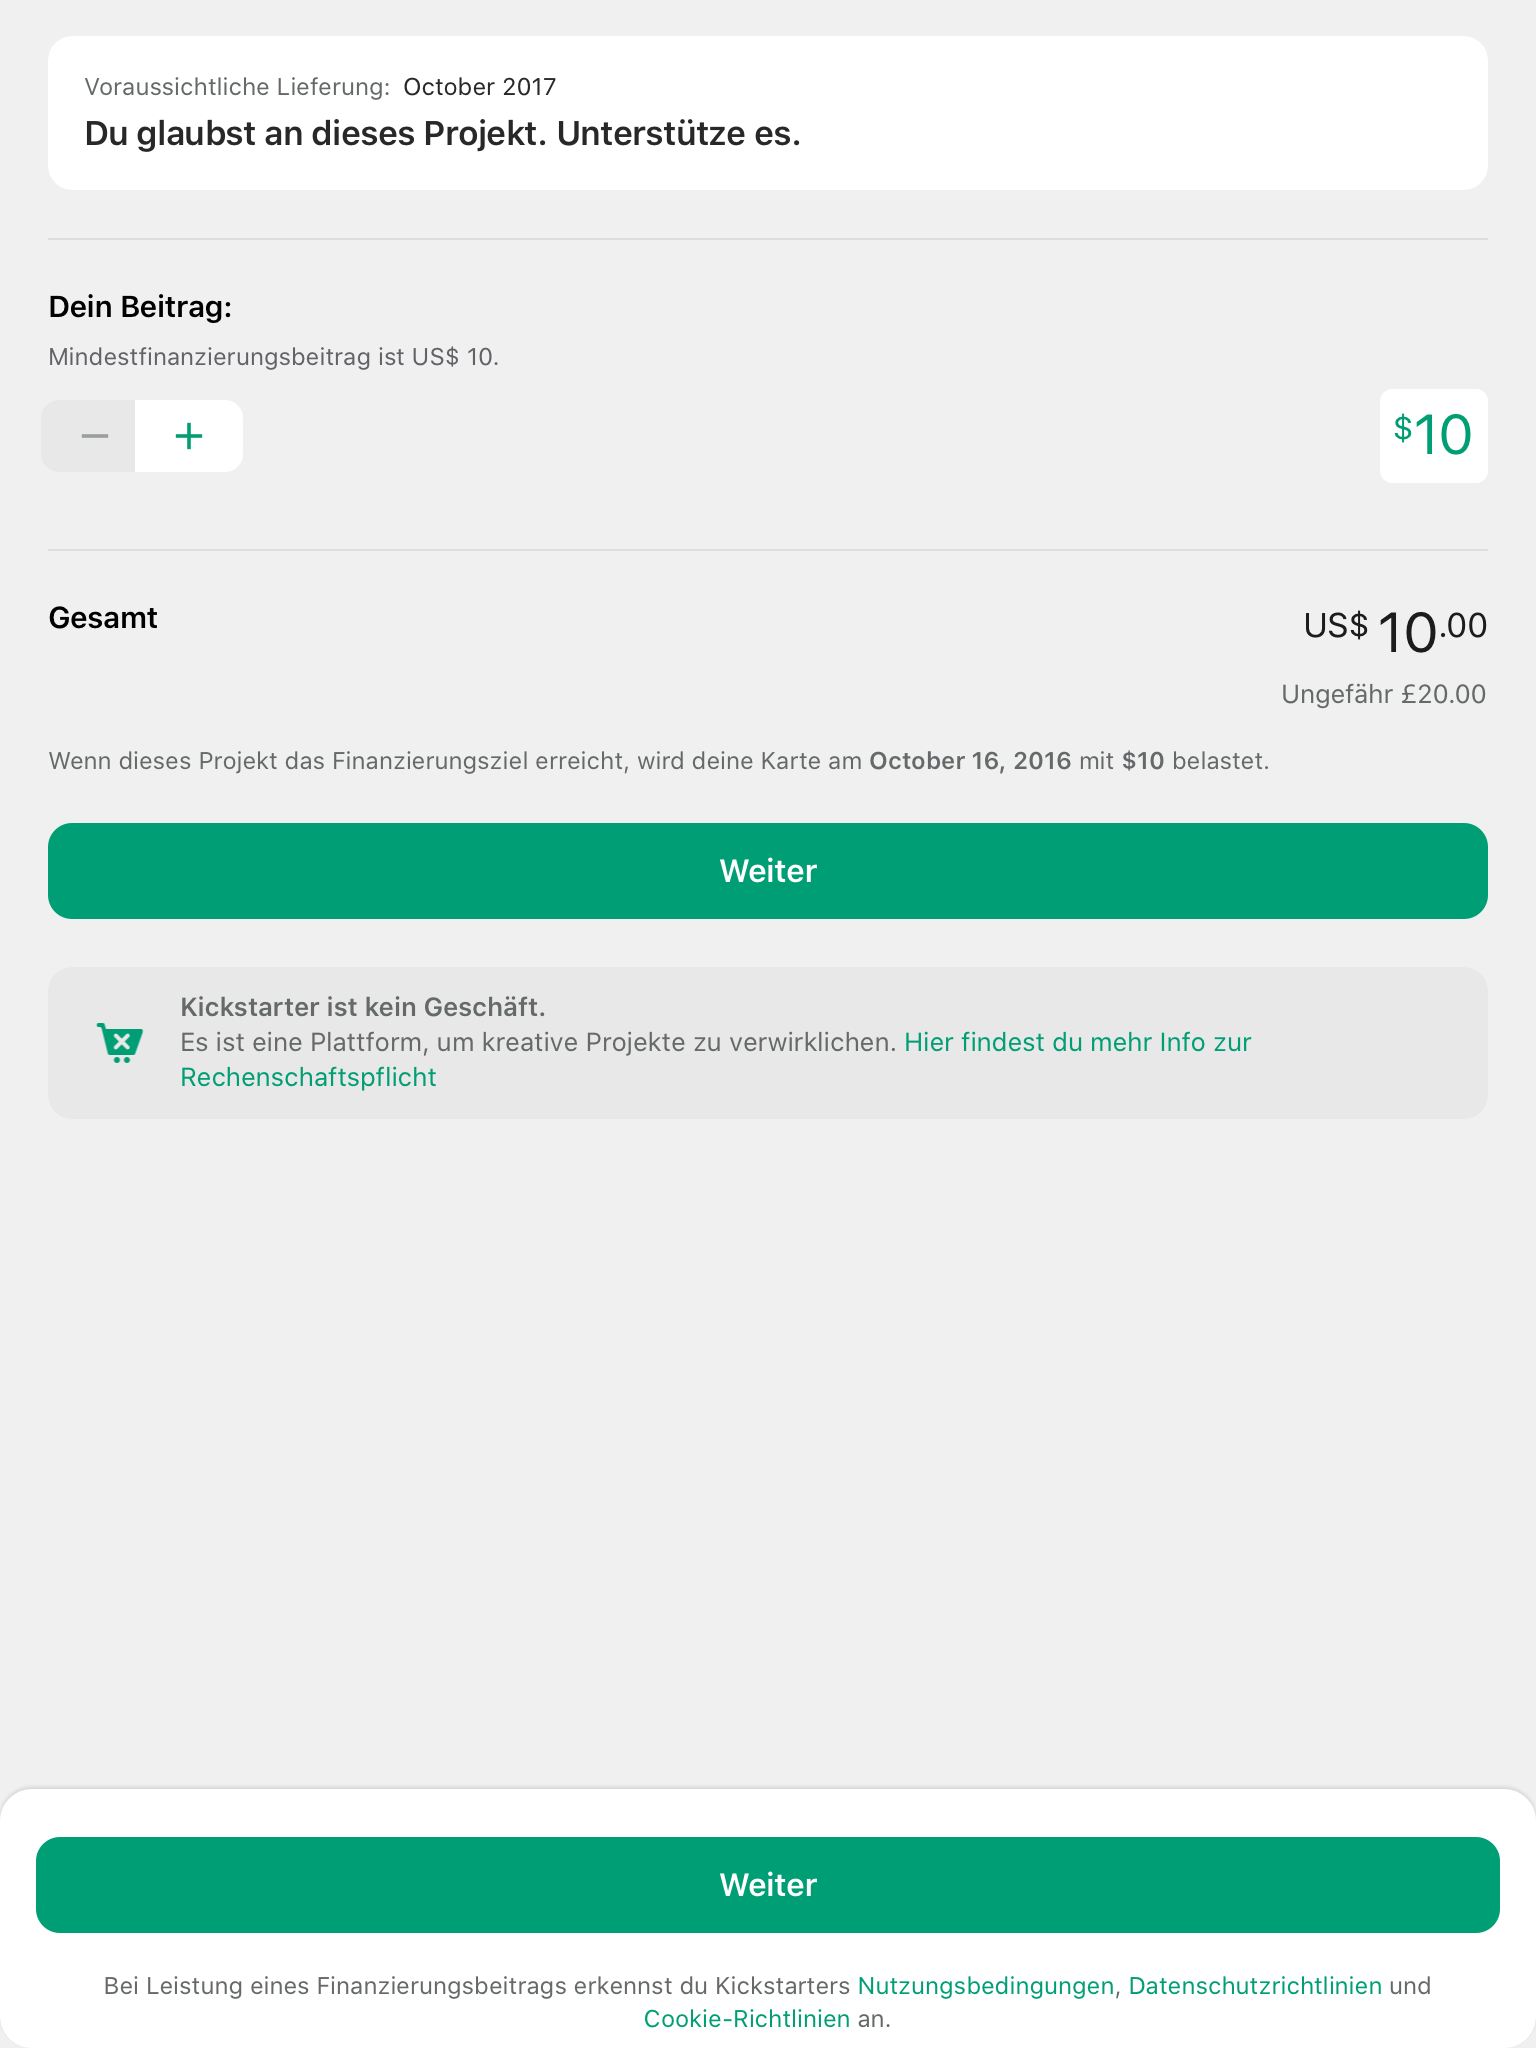 Voraussichtliche Lieferung: October 2017
Du glaubst an dieses Projekt. Unterstütze es.
Dein Beitrag:
Mindestfinanzierungsbeitrag ist US$ 10.
$10
Gesamt
US$ 10.00
Ungefähr £20.00
Wenn dieses Projekt das Finanzierungsziel erreicht, wird deine Karte am October 16, 2016 mit $10 belastet.
Weiter
Kickstarter ist kein Geschäft.
Es ist eine Plattform, um kreative Projekte zu verwirklichen. Hier findest du mehr Info zur
Rechenschaftspflicht
Weiter
Bei Leistung eines Finanzierungsbeitrags erkennst du Kickstarters Nutzungsbedingungen, Datenschutzrichtlinien und
Cookie-Richtlinien an.